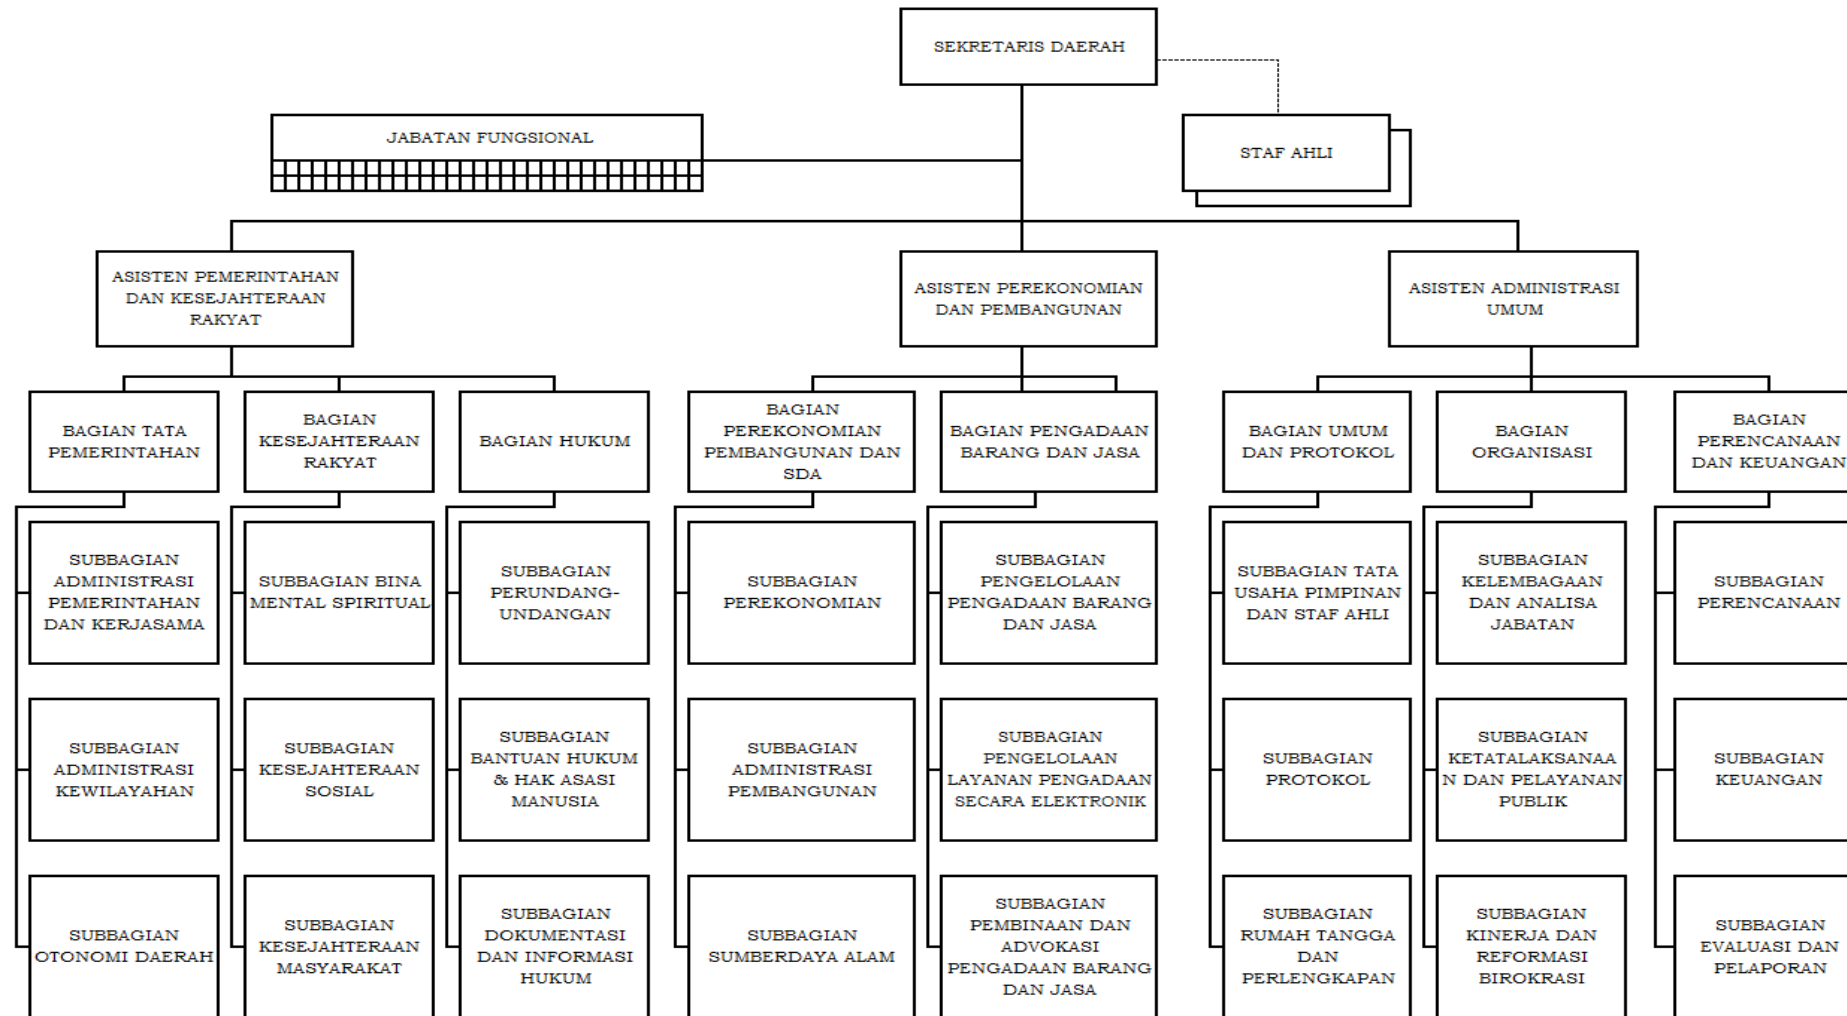 SEKRETARIS DAERAH
JABATAN FUNGSIONAL
STAF AHLI
ASISTEN PEMERINTAHAN
DAN KESEJAHTERAAN
RAKYAT
ASISTEN PEREKONOMIAN
DAN PEMBANGUNAN
ASISTEN ADMINISTRASI
UMUM
BAGIAN TATA
PEMERINTAHAN
BAGIAN
KESEJAHTERAAN
RAKYAT
BAGIAN HUKUM
BAGIAN
PEREKONOMIAN
PEMBANGUNAN DAN
SDA
BAGIAN PENGADAAN
BARANG DAN JASA
BAGIAN UMUM
DAN PROTOKOL
BAGIAN
ORGANISASI
BAGIAN
PERENCANAAN
DAN KEUANGAN
SUBBAGIAN
ADMINISTRASI
PEMERINTAHAN
DAN KERJASAMA
SUBBAGIAN BINA
MENTAL SPIRITUAL
SUBBAGIAN
PERUNDANG-
UNDANGAN
SUBBAGIAN
PEREKONOMIAN
SUBBAGIAN
PENGELOLAAN
PENGADAAN BARANG
DAN JASA
SUBBAGIAN TATA
USAHA PIMPINAN
DAN STAF AHLI
SUBBAGIAN
KELEMBAGAAN
DAN ANALISA
JABATAN
SUBBAGIAN
PERENCANAAN
SUBBAGIAN
ADMINISTRASI
KEWILAYAHAN
SUBBAGIAN
KESEJAHTERAAN
SOSIAL
SUBBAGIAN
BANTUAN HUKUM
& HAK ASASI
MANUSIA
SUBBAGIAN
ADMINISTRASI
PEMBANGUNAN
SUBBAGIAN
PENGELOLAAN
LAYANAN PENGADAAN
SECARA ELEKTRONIK
SUBBAGIAN
PROTOKOL
SUBBAGIAN
KETATALAKSANAA
N DAN PELAYANAN
PUBLIK
SUBBAGIAN
KEUANGAN
SUBBAGIAN
OTONOMI DAERAH
SUBBAGIAN
KESEJAHTERAAN
MASYARAKAT
SUBBAGIAN
DOKUMENTASI
DAN INFORMASI
HUKUM
SUBBAGIAN
SUMBERDAYA ALAM
SUBBAGIAN
PEMBINAAN DAN
ADVOKASI
PENGADAAN BARANG
DAN JASA
SUBBAGIAN
RUMAH TANGGA
DAN
PERLENGKAPAN
SUBBAGIAN
KINERJA DAN
REFORMASI
BIROKRASI
SUBBAGIAN
EVALUASI DAN
PELAPORAN